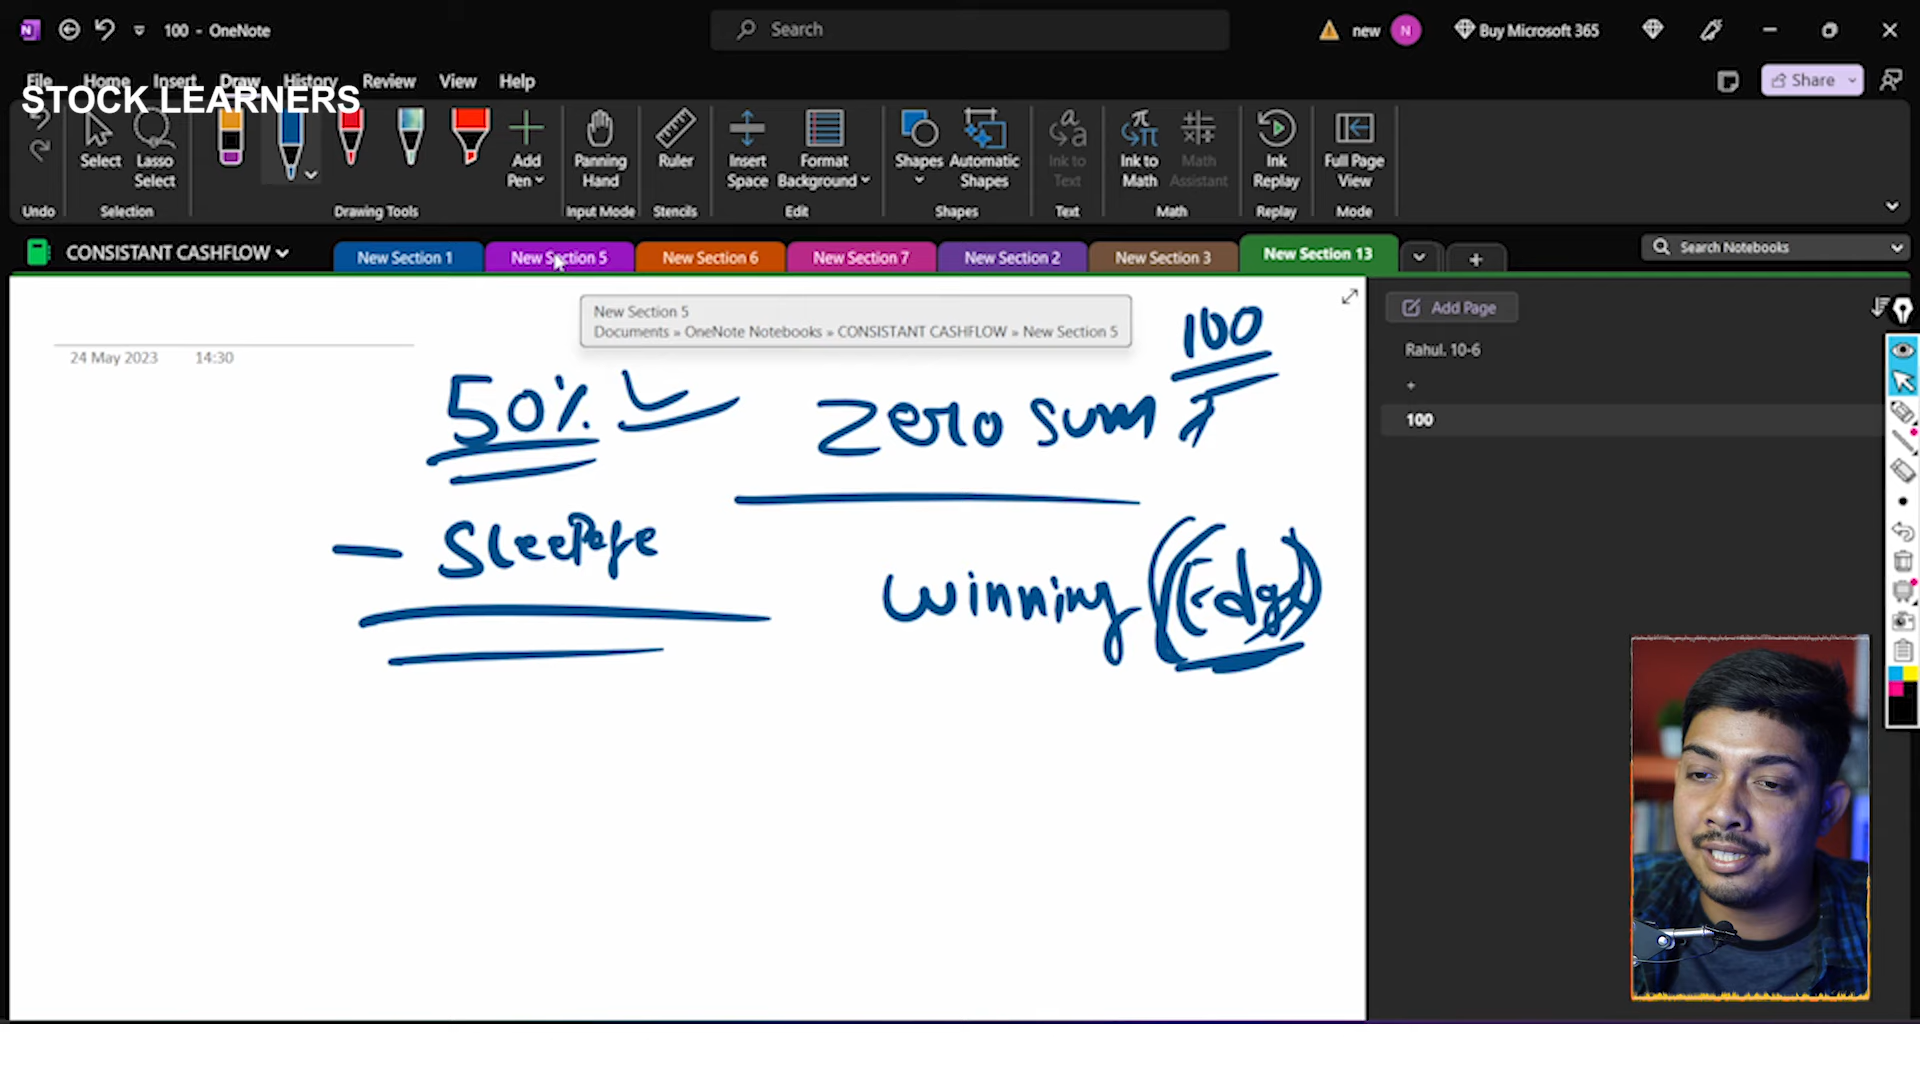 100 - OneNote
Search
new
N
Buy Microsoft 365
File Home Insert Draw History Review View Help
Share
STOCK LEARNERS
Select
Lasso Select
Add Pen
Panning Hand
Ruler
Insert Space
Format Background
Shapes
Automatic Shapes
Ink to Text
Ink to Math
Math Assistant
Ink Replay
Full Page View
Undo Selection Drawing Tools Input Mode Stencils Edit Shapes Text Math Replay Mode
CONSISTANT CASHFLOW
New Section 1 New Section 5 New Section 6 New Section 7 New Section 2 New Section 3 New Section 13
Search Notebooks
New Section 5
Documents » OneNote Notebooks » CONSISTANT CASHFLOW » New Section 5
Add Page
Rahul. 10-6
+
100
24 May 2023 14:30
100
50% Zero sum
- Sleepage
winning (Edge)